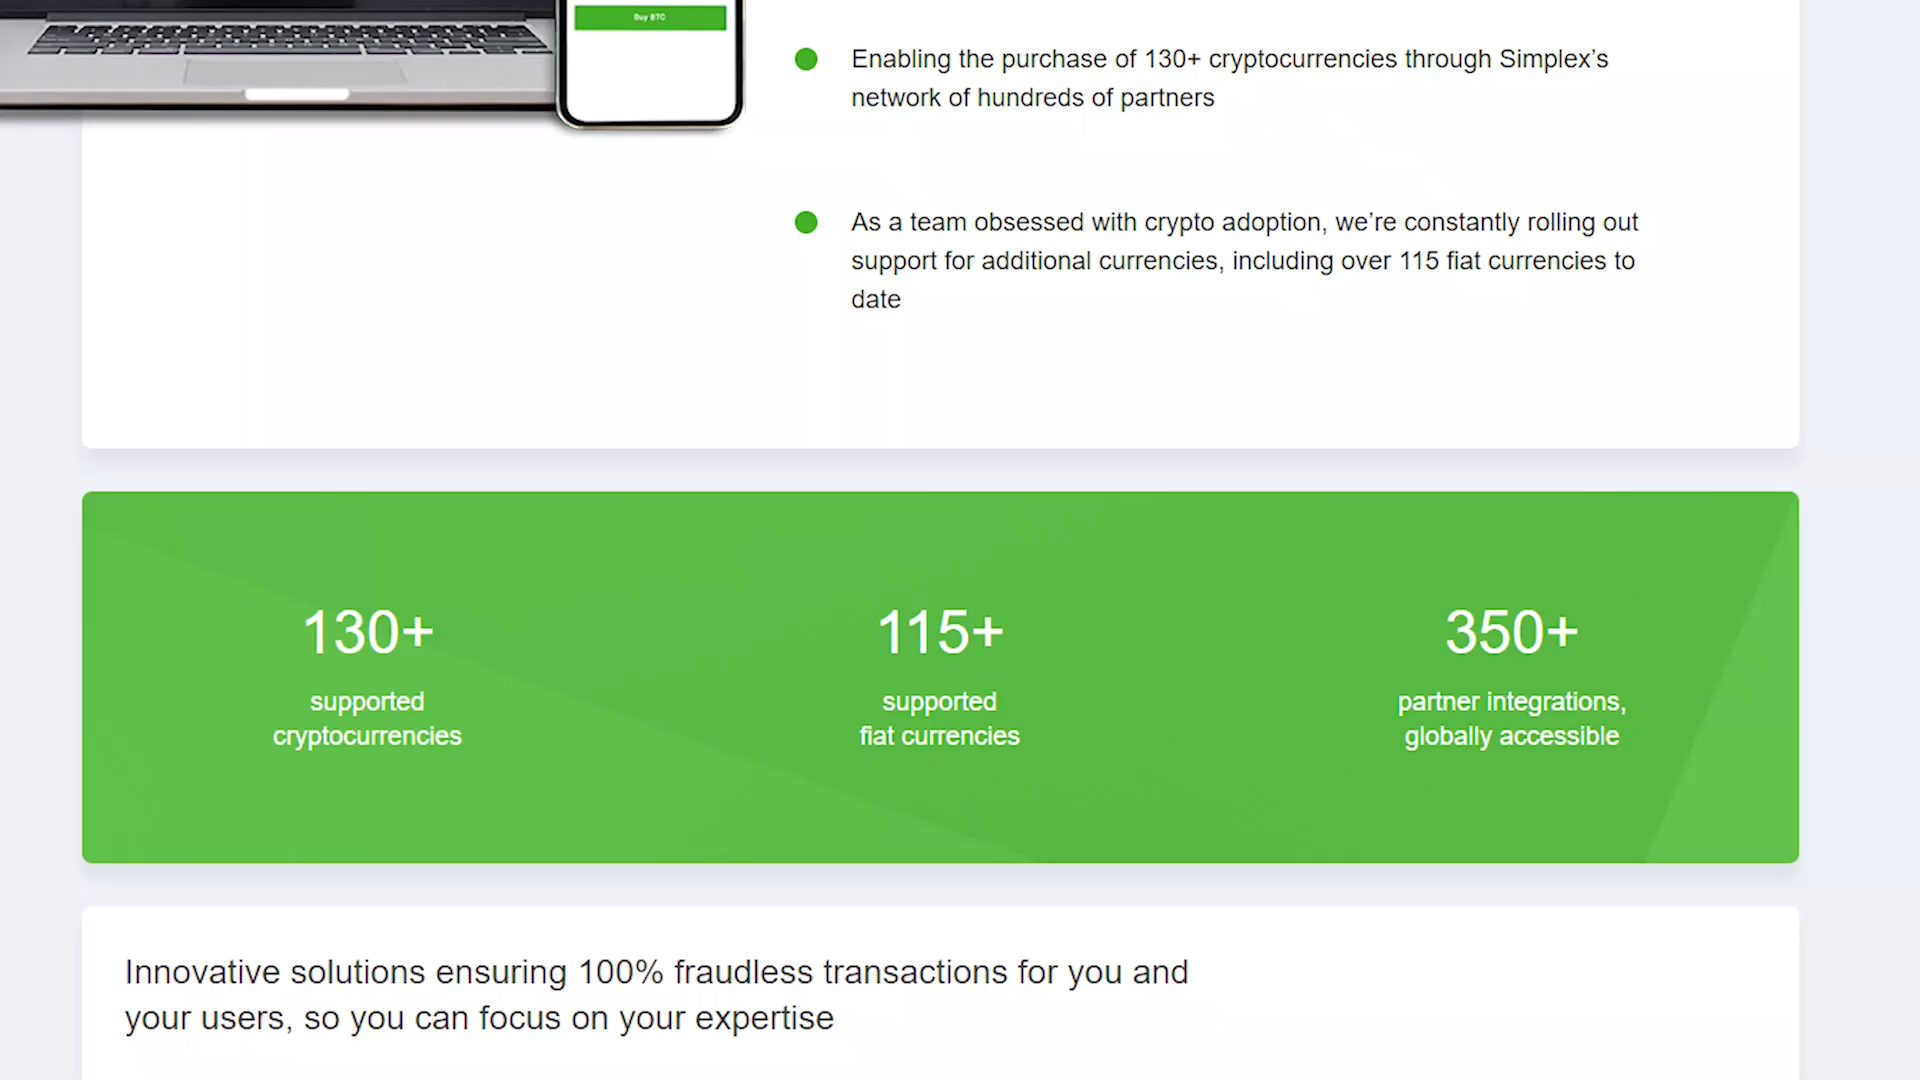 Buy BTC
Enabling the purchase of 130+ cryptocurrencies through Simplex’s
network of hundreds of partners
As a team obsessed with crypto adoption, we’re constantly rolling out
support for additional currencies, including over 115 fiat currencies to
date
130+
supported
cryptocurrencies
115+
supported
fiat currencies
350+
partner integrations,
globally accessible
Innovative solutions ensuring 100% fraudless transactions for you and
your users, so you can focus on your expertise